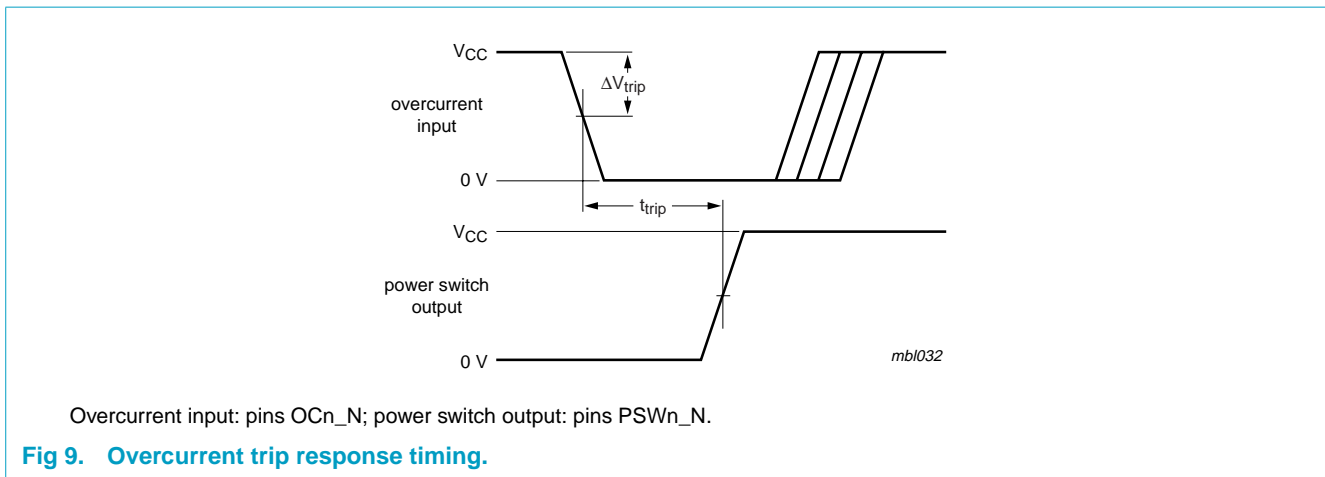 VCC
ΔVtrip
overcurrent
input
0 V
ttrip
VCC
power switch
output
0 V
mbl032
Overcurrent input: pins OCn_N; power switch output: pins PSWn_N.
Fig 9. Overcurrent trip response timing.